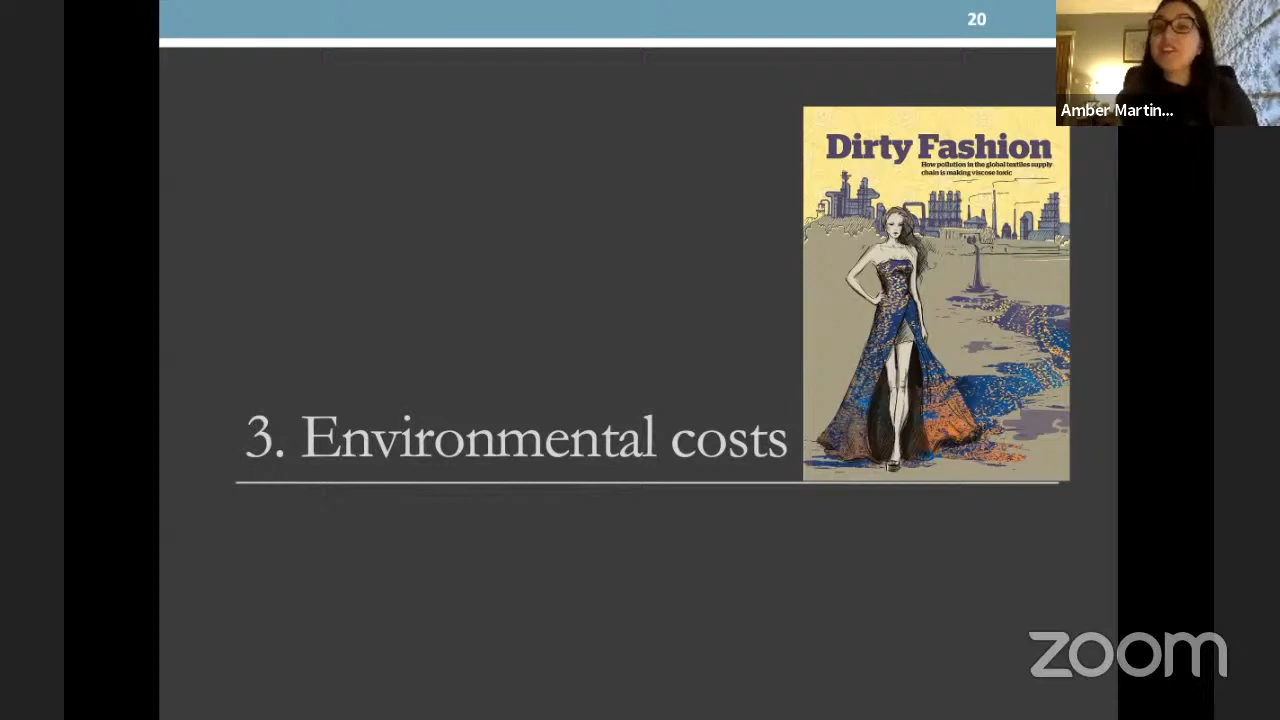 20
Amber Martin...
Dirty Fashion
How pollution in the global textiles supply
chain is making viscose toxic
3. Environmental costs
zoom